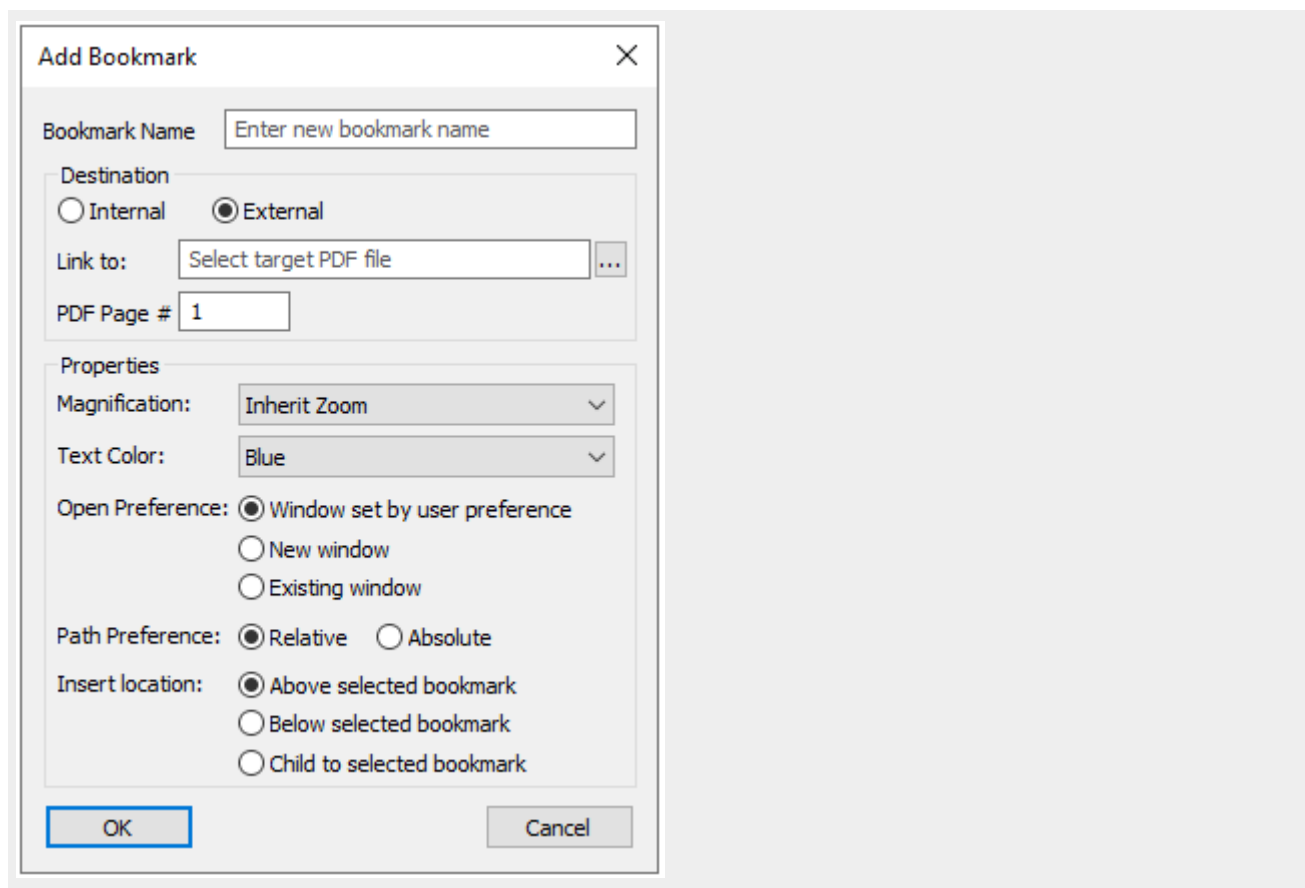 Add Bookmark
Bookmark Name Enter new bookmark name
Destination
Internal External
Link to: Select target PDF file ...
PDF Page # 1
Properties
Magnification: Inherit Zoom
Text Color: Blue
Open Preference: Window set by user preference
New window
Existing window
Path Preference: Relative Absolute
Insert location: Above selected bookmark
Below selected bookmark
Child to selected bookmark
OK Cancel